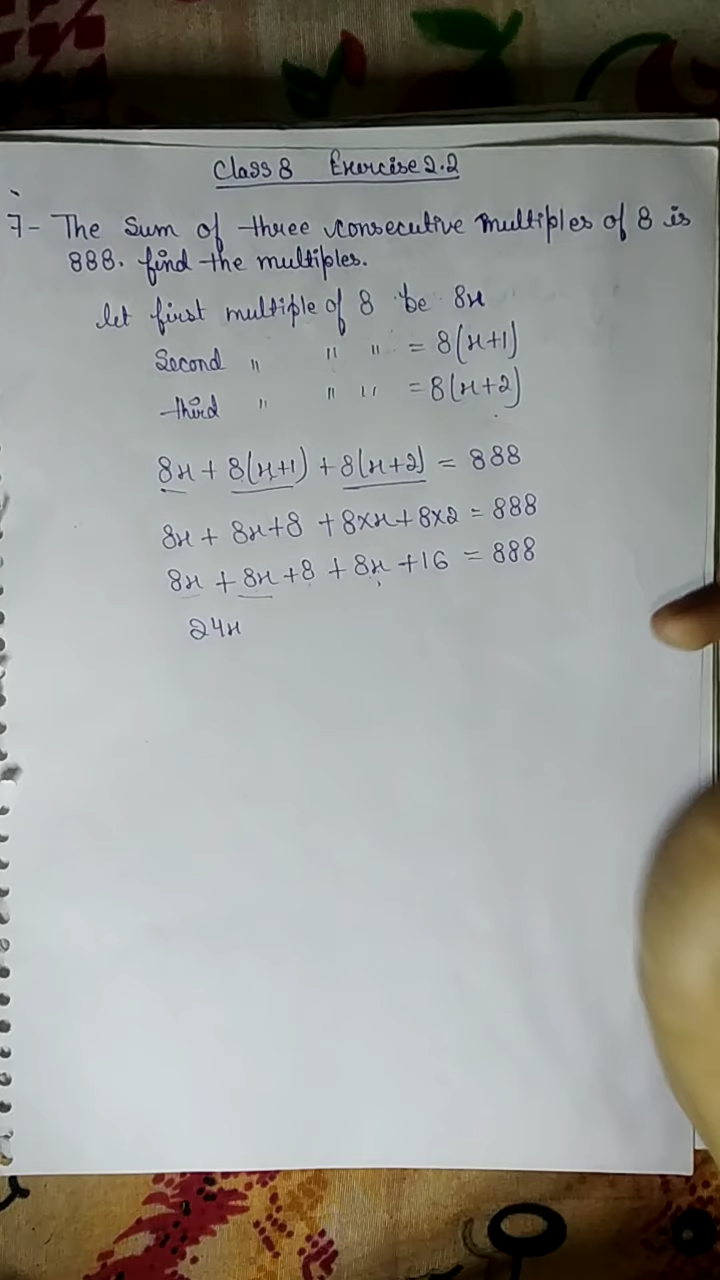 Class 8 Exercise 2.2
7- The Sum of three consecutive multiples of 8 is
888. find the multiples.
let first multiple of 8 be 8x
Second " " " = 8(x+1)
third " " " = 8(x+2)
8x + 8(x+1) + 8(x+2) = 888
8x + 8x+8 + 8×x + 8×2 = 888
8x + 8x +8 + 8x +16 = 888
24x